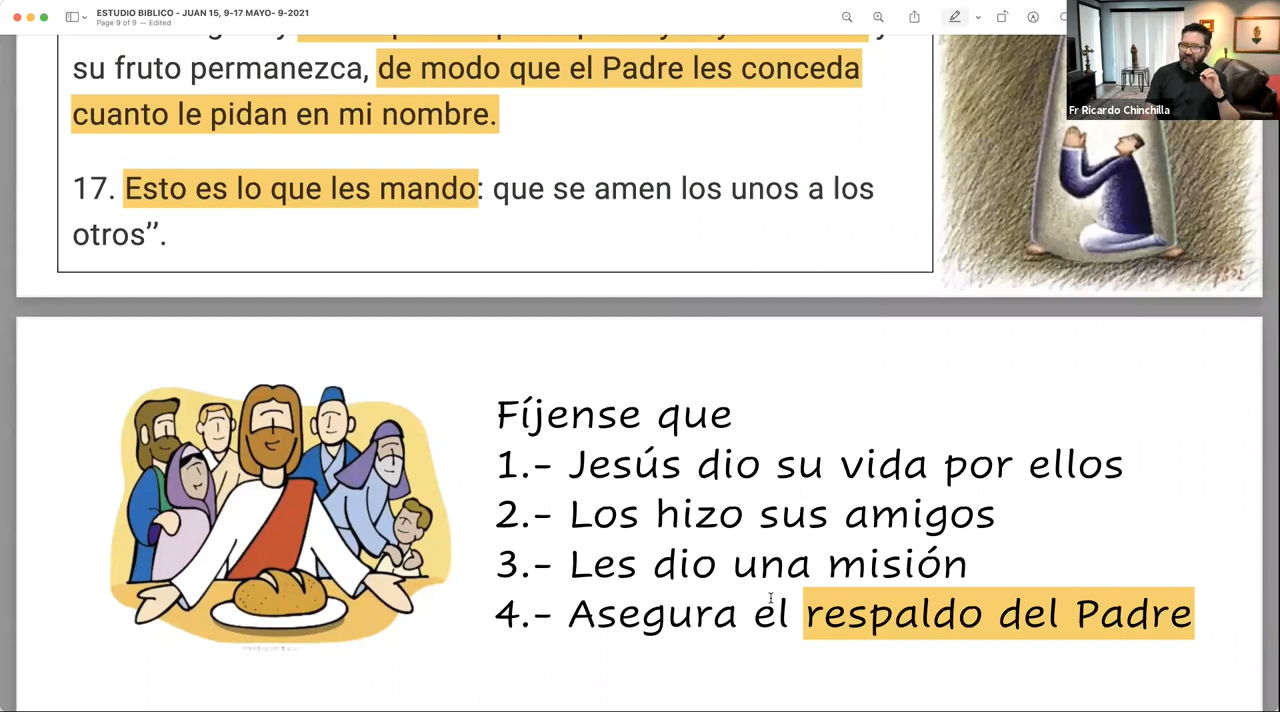 ESTUDIO BIBLICO - JUAN 15, 9-17 MAYO- 9-2021
Page 9 of 9 — Edited
Fr Ricardo Chinchilla
su fruto permanezca, de modo que el Padre les conceda
cuanto le pidan en mi nombre.
17. Esto es lo que les mando: que se amen los unos a los
otros”.
Fíjense que
1.- Jesús dio su vida por ellos
2.- Los hizo sus amigos
3.- Les dio una misión
4.- Asegura el respaldo del Padre